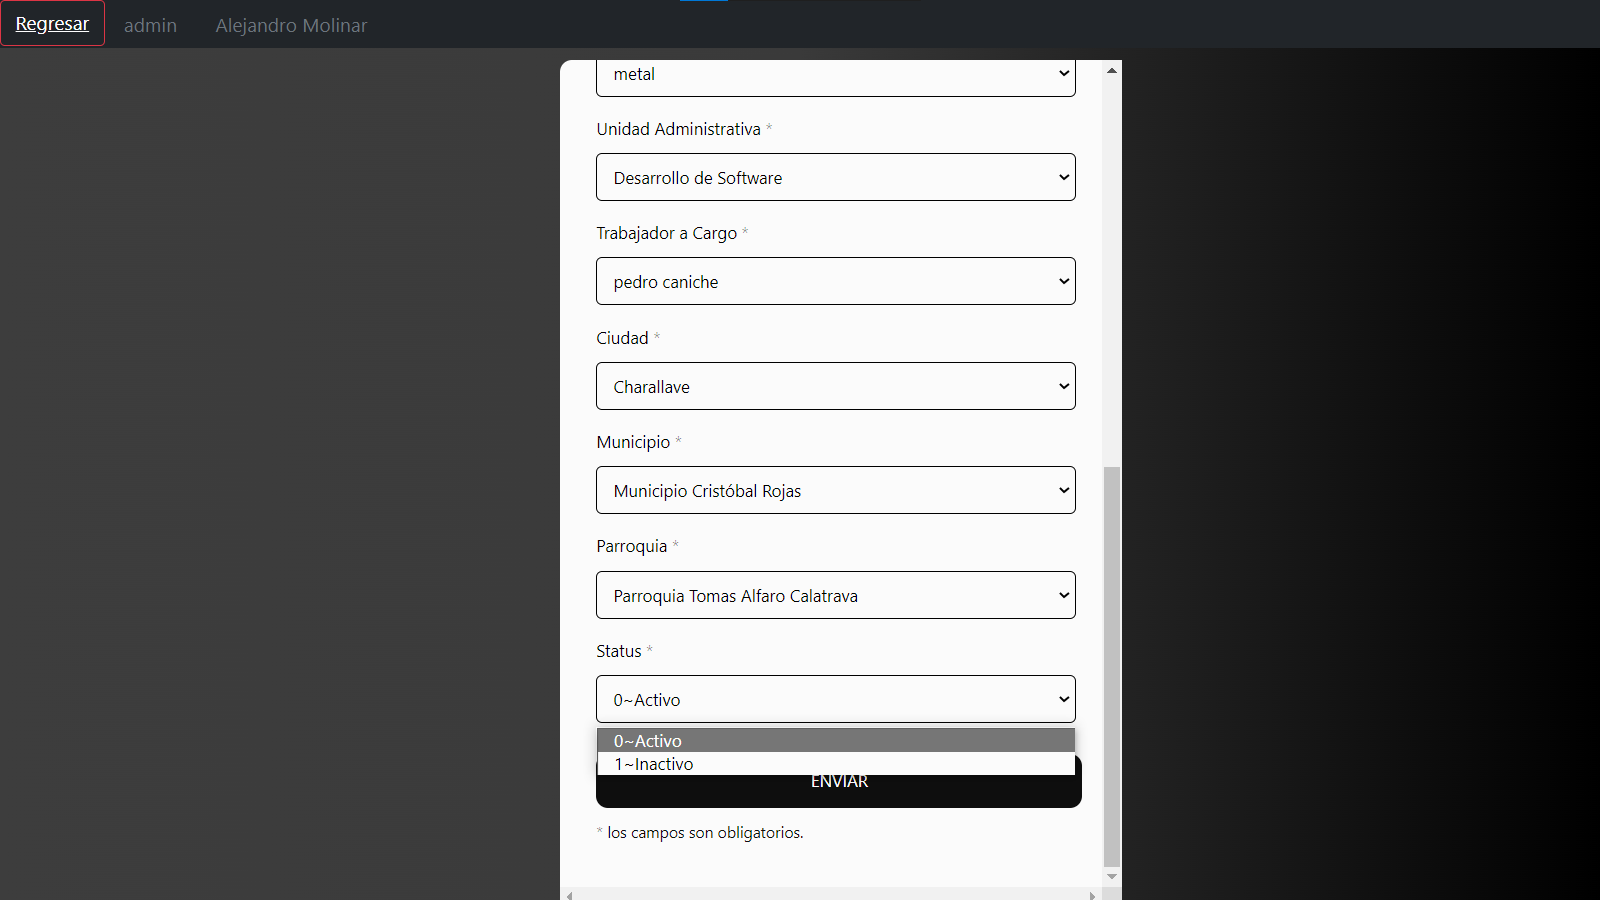 Regresar admin Alejandro Molinar
metal
Unidad Administrativa *
Desarrollo de Software
Trabajador a Cargo *
pedro caniche
Ciudad *
Charallave
Municipio *
Municipio Cristóbal Rojas
Parroquia *
Parroquia Tomas Alfaro Calatrava
Status *
0~Activo
0~Activo
1~Inactivo
ENVIAR
* los campos son obligatorios.